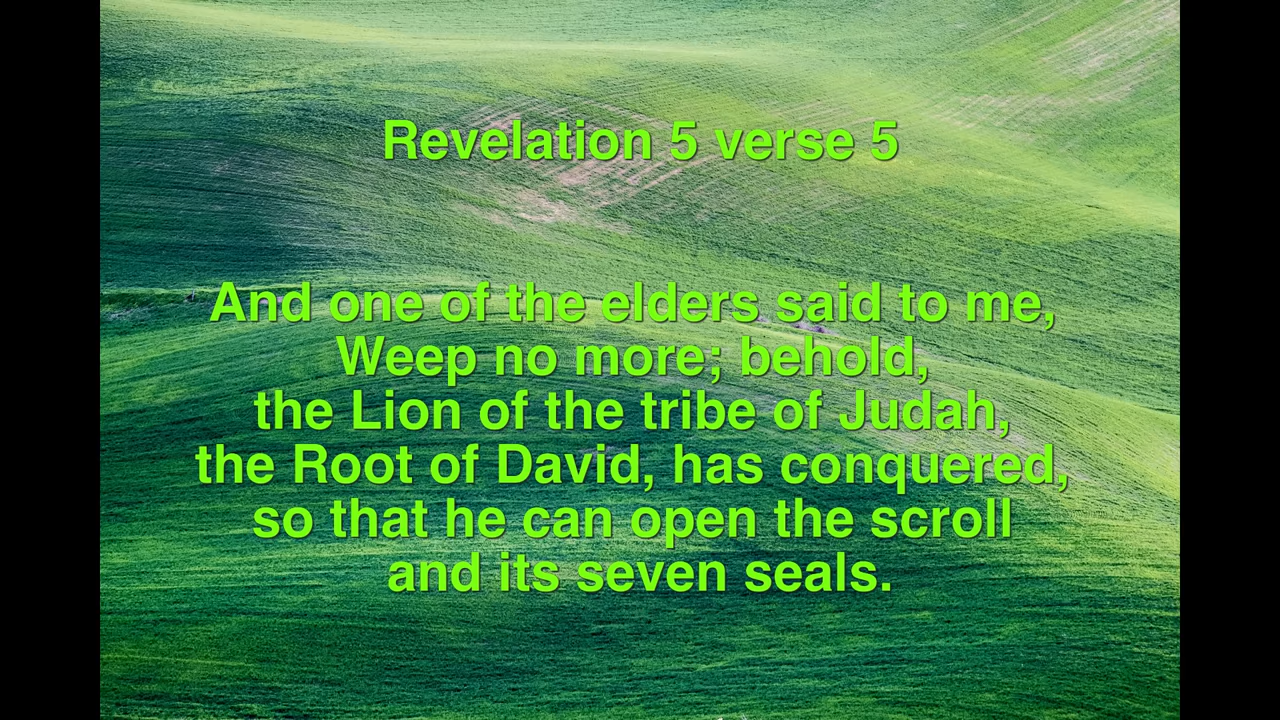 Revelation 5 verse 5
And one of the elders said to me,
Weep no more; behold,
the Lion of the tribe of Judah,
the Root of David, has conquered,
so that he can open the scroll
and its seven seals.